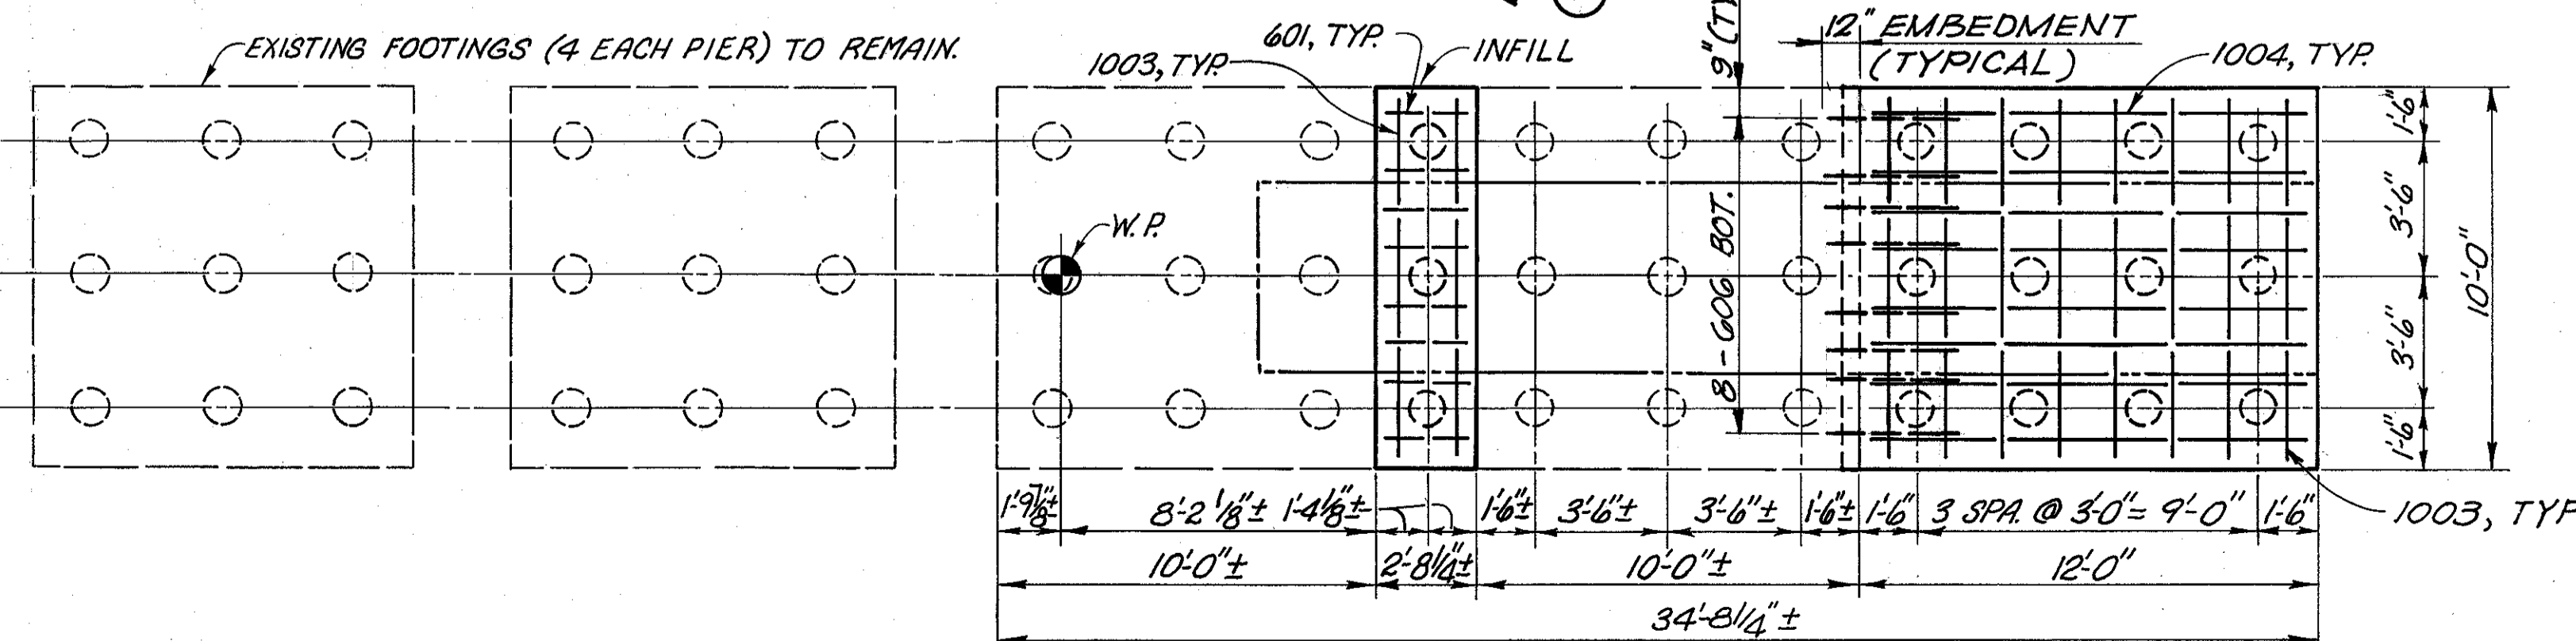 EXISTING FOOTINGS (4 EACH PIER) TO REMAIN.
601, TYP.
INFILL
1003, TYP.
12" EMBEDMENT
(TYPICAL)
1004, TYP.
9"
W.P.
8 - 606 BOT.
1'-6"
3'-6"
3'-6"
1'-6"
10'-0"
1'-9 7/8"±
8'-2 1/8"±
1'-4 1/8"±
1'-6"±
3'-6"±
3'-6"±
1'-6"±
1'-6"
3 SPA. @ 3'-0" = 9'-0"
1'-6"
1003, TYP
10'-0"±
2'-8 1/4"±
10'-0"±
12'-0"
34'-8 1/4"±